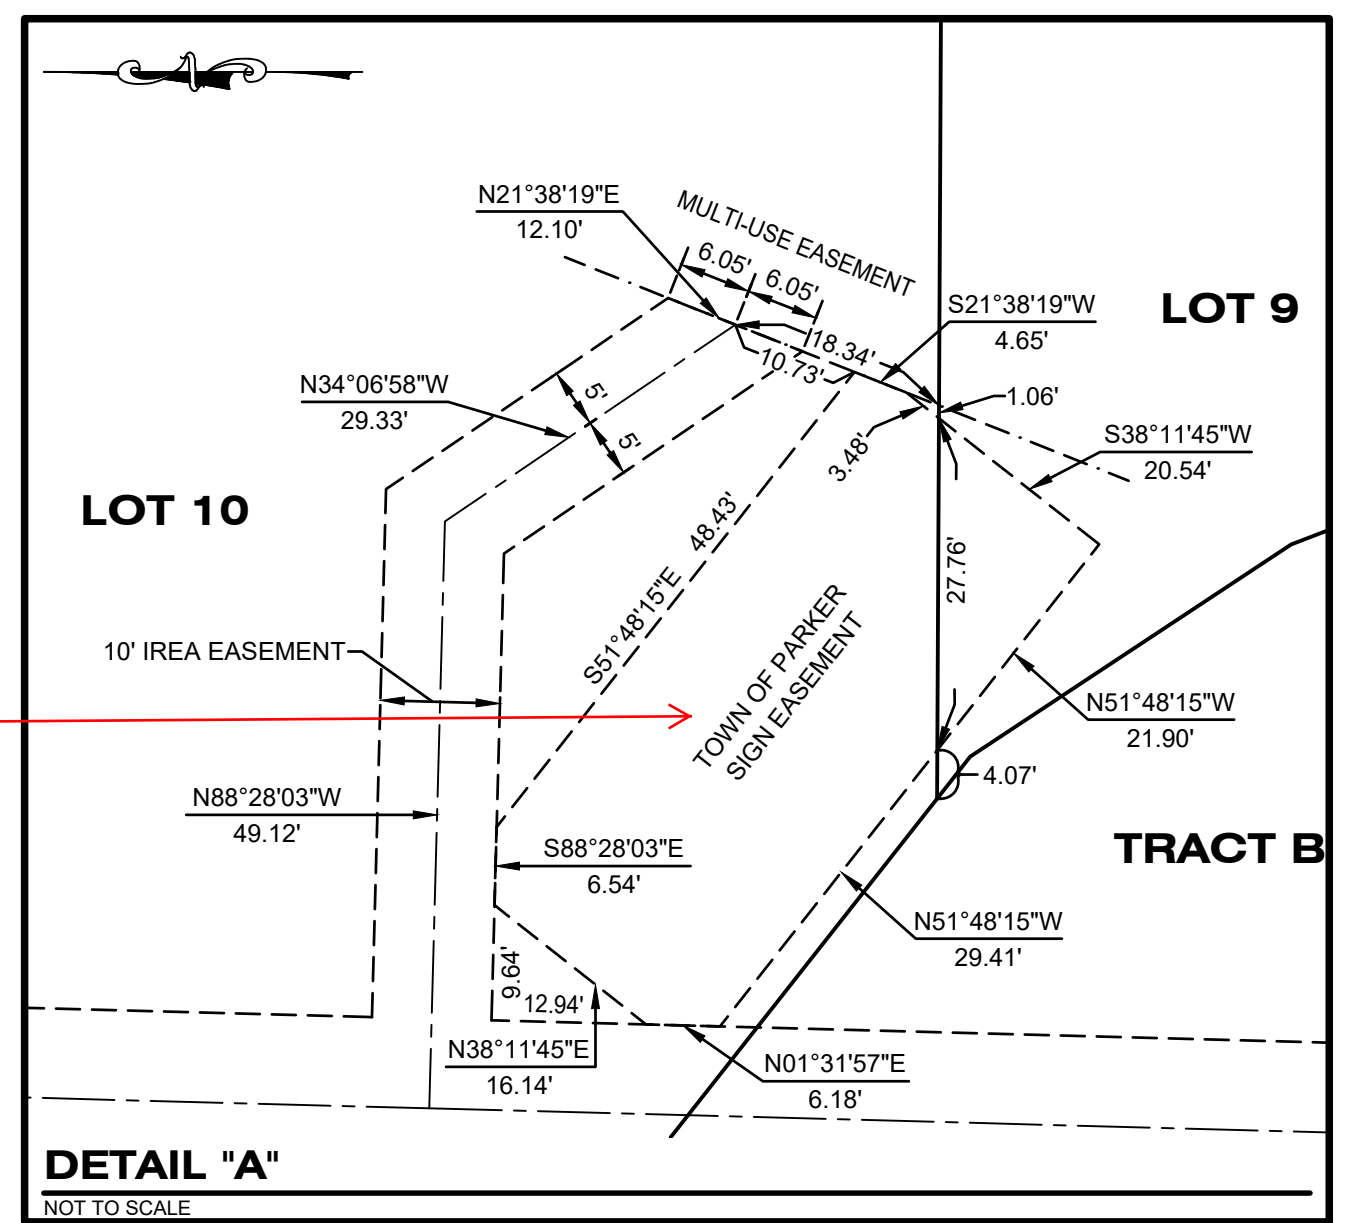 N21°38'19"E
12.10'
MULTI-USE EASEMENT
6.05'
6.05'
LOT 9
S21°38'19"W
4.65'
18.34'
10.73'
N34°06'58"W
29.33'
5'
5'
1.06'
3.48'
S38°11'45"W
20.54'
LOT 10
S51°48'15"E 48.43'
27.76'
10' IREA EASEMENT
TOWN OF PARKER
SIGN EASEMENT
N51°48'15"W
21.90'
4.07'
N88°28'03"W
49.12'
S88°28'03"E
6.54'
TRACT B
N51°48'15"W
29.41'
9.64'
12.94'
N38°11'45"E
16.14'
N01°31'57"E
6.18'
DETAIL "A"
NOT TO SCALE